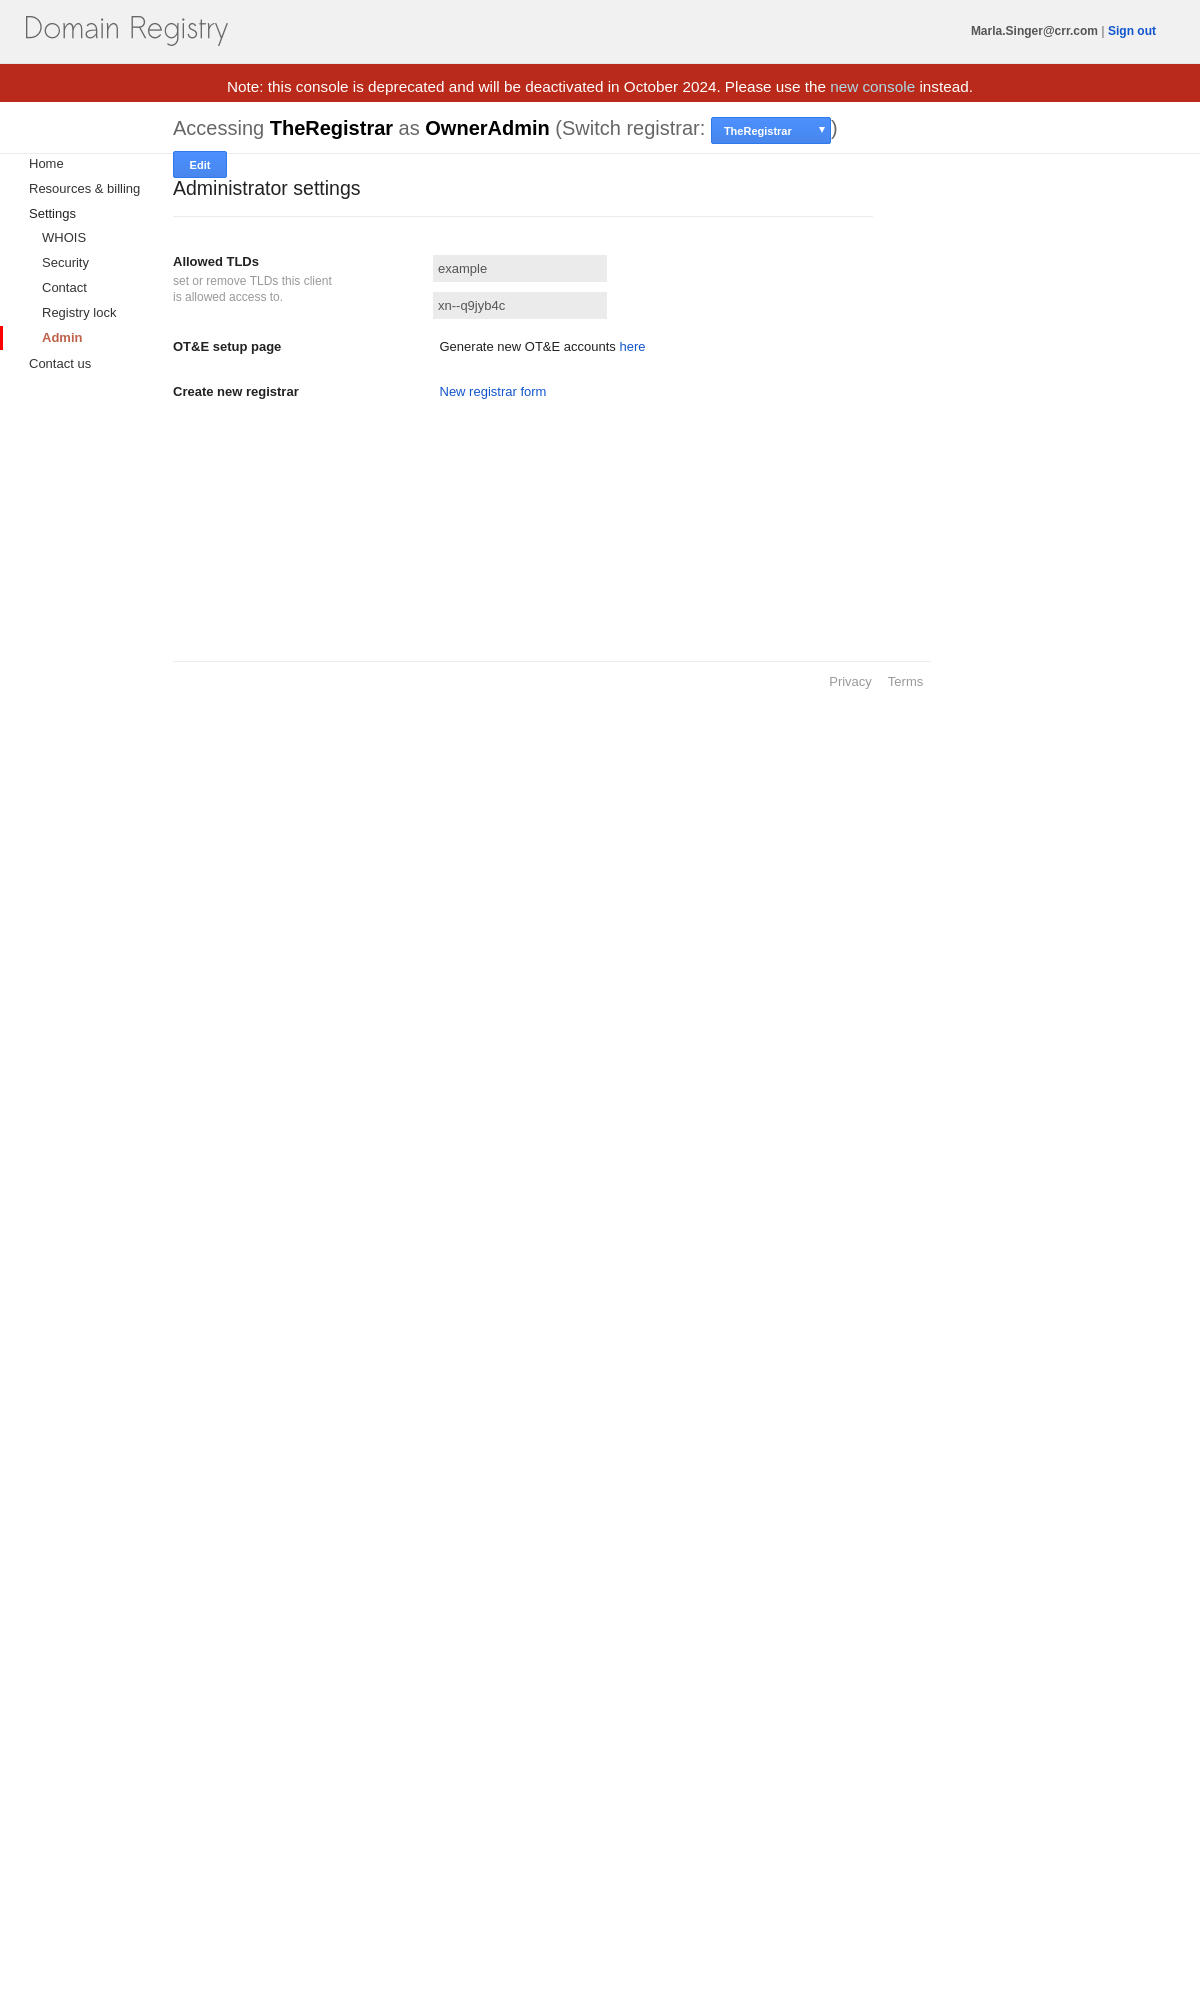 Domain Registry
Marla.Singer@crr.com | Sign out
Note: this console is deprecated and will be deactivated in October 2024. Please use the new console instead.
Accessing TheRegistrar as OwnerAdmin (Switch registrar: TheRegistrar ▼)
Edit
Home
Resources & billing
Settings
WHOIS
Security
Contact
Registry lock
Admin
Contact us
Administrator settings
Allowed TLDs
set or remove TLDs this client
is allowed access to.
example
xn--q9jyb4c
OT&E setup page
Generate new OT&E accounts here
Create new registrar
New registrar form
Privacy Terms